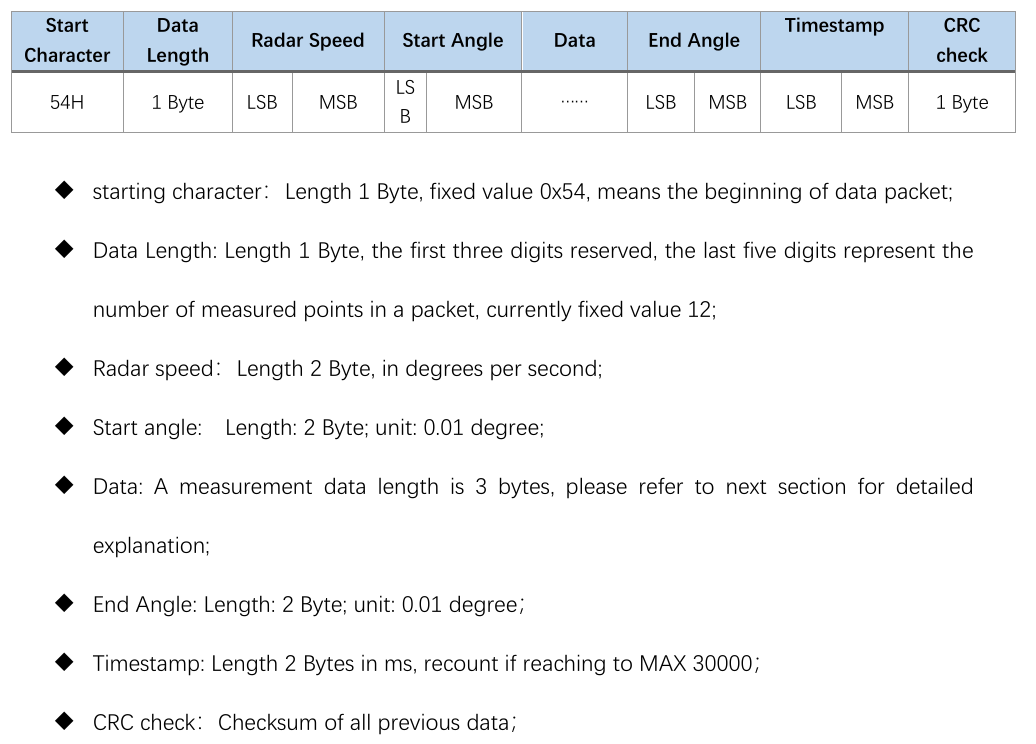 Start Character | Data Length | Radar Speed | Start Angle | Data | End Angle | Timestamp | CRC check
54H | 1 Byte | LSB | MSB | LSB | MSB | ...... | LSB | MSB | LSB | MSB | 1 Byte
◆ starting character： Length 1 Byte, fixed value 0x54, means the beginning of data packet;
◆ Data Length: Length 1 Byte, the first three digits reserved, the last five digits represent the
number of measured points in a packet, currently fixed value 12;
◆ Radar speed： Length 2 Byte, in degrees per second;
◆ Start angle: Length: 2 Byte; unit: 0.01 degree;
◆ Data: A measurement data length is 3 bytes, please refer to next section for detailed
explanation;
◆ End Angle: Length: 2 Byte; unit: 0.01 degree；
◆ Timestamp: Length 2 Bytes in ms, recount if reaching to MAX 30000；
◆ CRC check： Checksum of all previous data；